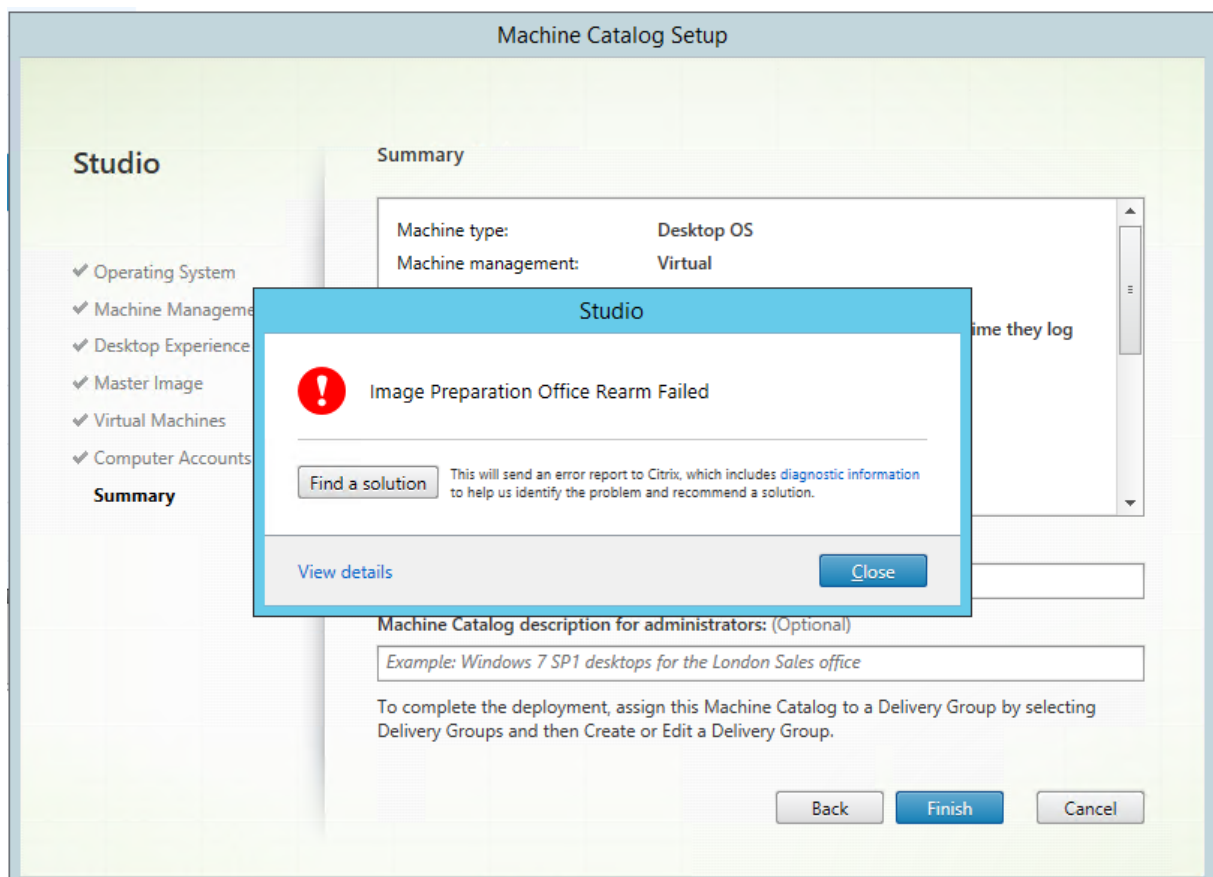 Machine Catalog Setup
Studio
Operating System
Machine Manageme
Desktop Experience
Master Image
Virtual Machines
Computer Accounts
Summary
Summary
Machine type:
Desktop OS
Machine management:
Virtual
ime they log
Studio
Image Preparation Office Rearm Failed
Find a solution
This will send an error report to Citrix, which includes diagnostic information
to help us identify the problem and recommend a solution.
View details
Close
Machine Catalog description for administrators: (Optional)
Example: Windows 7 SP1 desktops for the London Sales office
To complete the deployment, assign this Machine Catalog to a Delivery Group by selecting
Delivery Groups and then Create or Edit a Delivery Group.
Back
Finish
Cancel